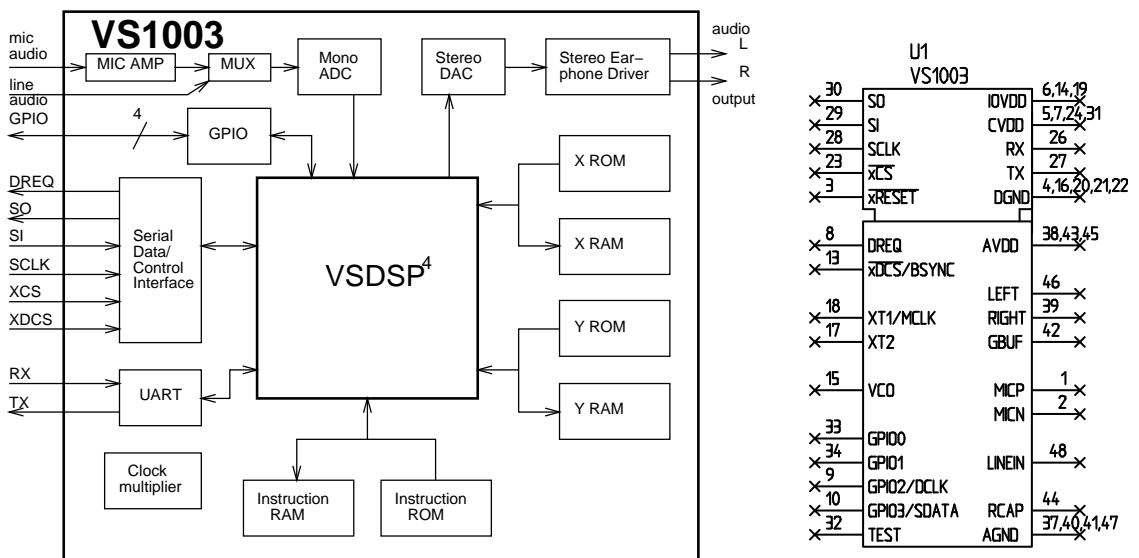 VS1003
mic
audio
MIC AMP
MUX
Mono
ADC
Stereo
DAC
Stereo Ear–
phone Driver
audio
L
R
output
line
audio
GPIO
4
GPIO
X ROM
DREQ
SO
SI
SCLK
XCS
XDCS
Serial
Data/
Control
Interface
X RAM
VSDSP4
Y ROM
RX
TX
UART
Y RAM
Clock
multiplier
Instruction
RAM
Instruction
ROM
U1
VS1003
30 SO IOVDD 6,14,19
29 SI CVDD 5,7,24,31
28 SCLK RX 26
23 xCS TX 27
3 xRESET DGND 4,16,20,21,22
8 DREQ AVDD 38,43,45
13 xDCS/BSYNC
LEFT 46
18 XT1/MCLK RIGHT 39
17 XT2 GBUF 42
15 VCO MICP 1
MICN 2
33 GPIO0
34 GPIO1 LINEIN 48
9 GPIO2/DCLK
10 GPIO3/SDATA RCAP 44
32 TEST AGND 37,40,41,47